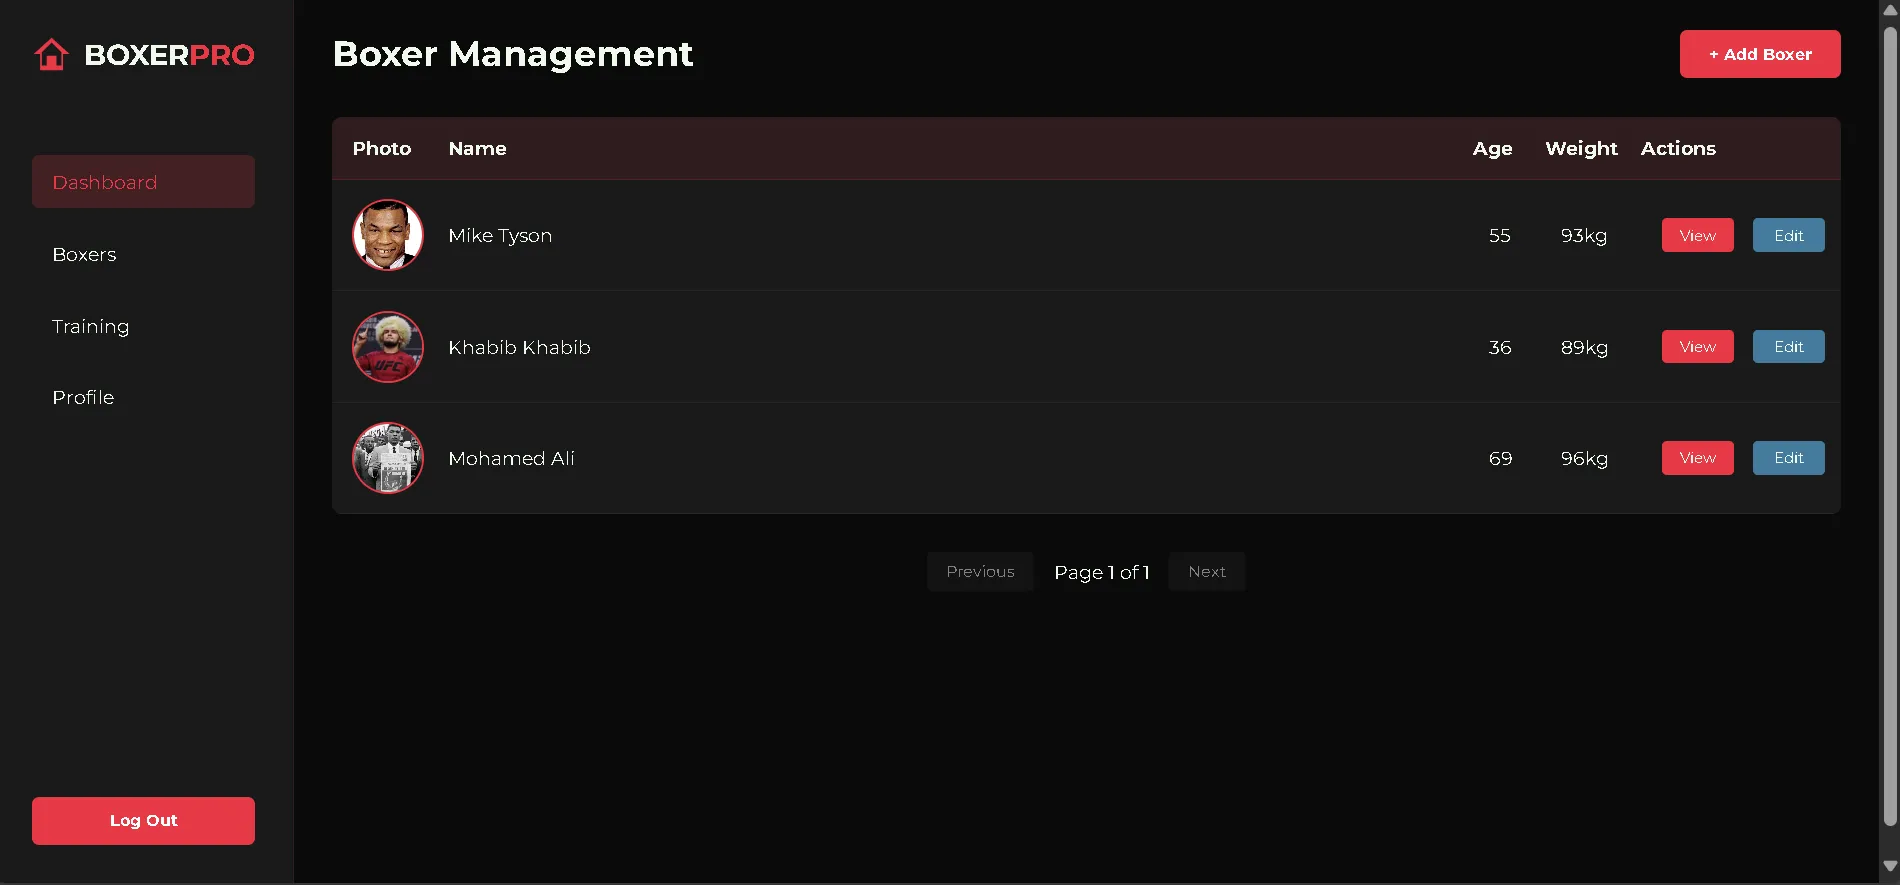 BOXERPRO
Boxer Management
+ Add Boxer
Dashboard
Boxers
Training
Profile
Log Out
Photo Name Age Weight Actions
Mike Tyson 55 93kg View Edit
UFC
Khabib Khabib 36 89kg View Edit
Mohamed Ali 69 96kg View Edit
Previous Page 1 of 1 Next